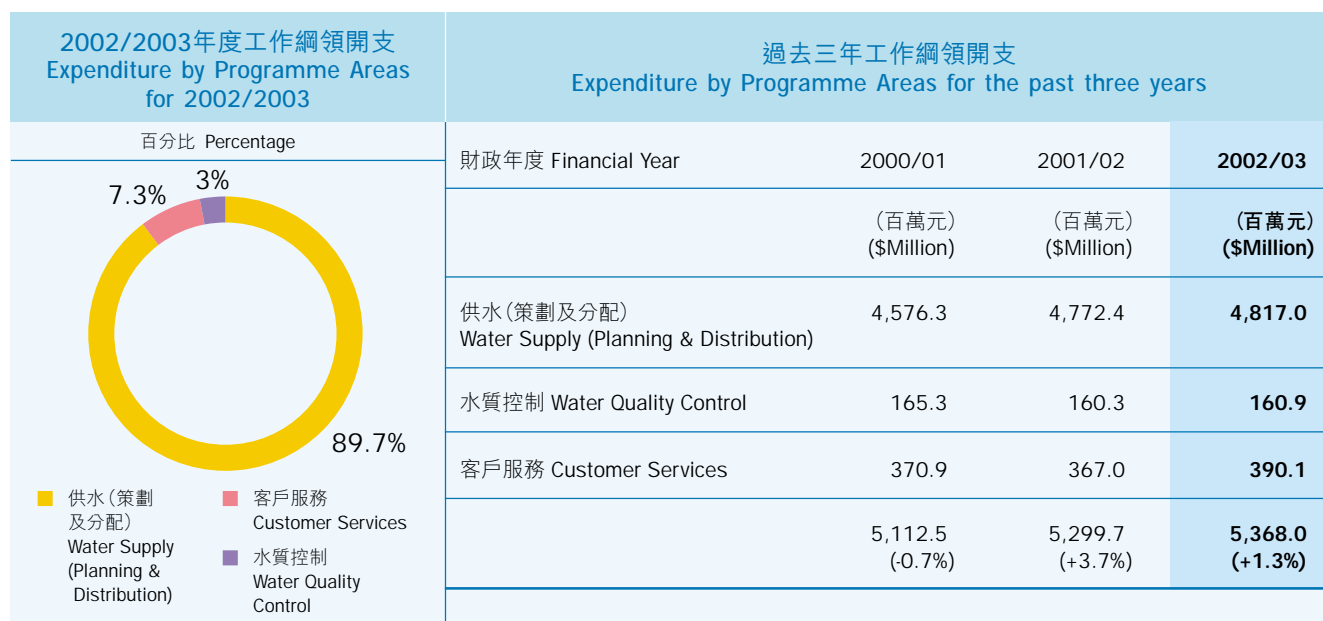 2002/2003年度工作綱領開支
Expenditure by Programme Areas
for 2002/2003
百分比 Percentage
7.3%
3%
89.7%
供水(策劃
及分配)
Water Supply
(Planning &
Distribution)
客戶服務
Customer Services
水質控制
Water Quality
Control
過去三年工作綱領開支
Expenditure by Programme Areas for the past three years
財政年度 Financial Year 2000/01 2001/02 2002/03
(百萬元) (百萬元) (百萬元)
($Million) ($Million) ($Million)
供水(策劃及分配) 4,576.3 4,772.4 4,817.0
Water Supply (Planning & Distribution)
水質控制 Water Quality Control 165.3 160.3 160.9
客戶服務 Customer Services 370.9 367.0 390.1
5,112.5 5,299.7 5,368.0
(-0.7%) (+3.7%) (+1.3%)